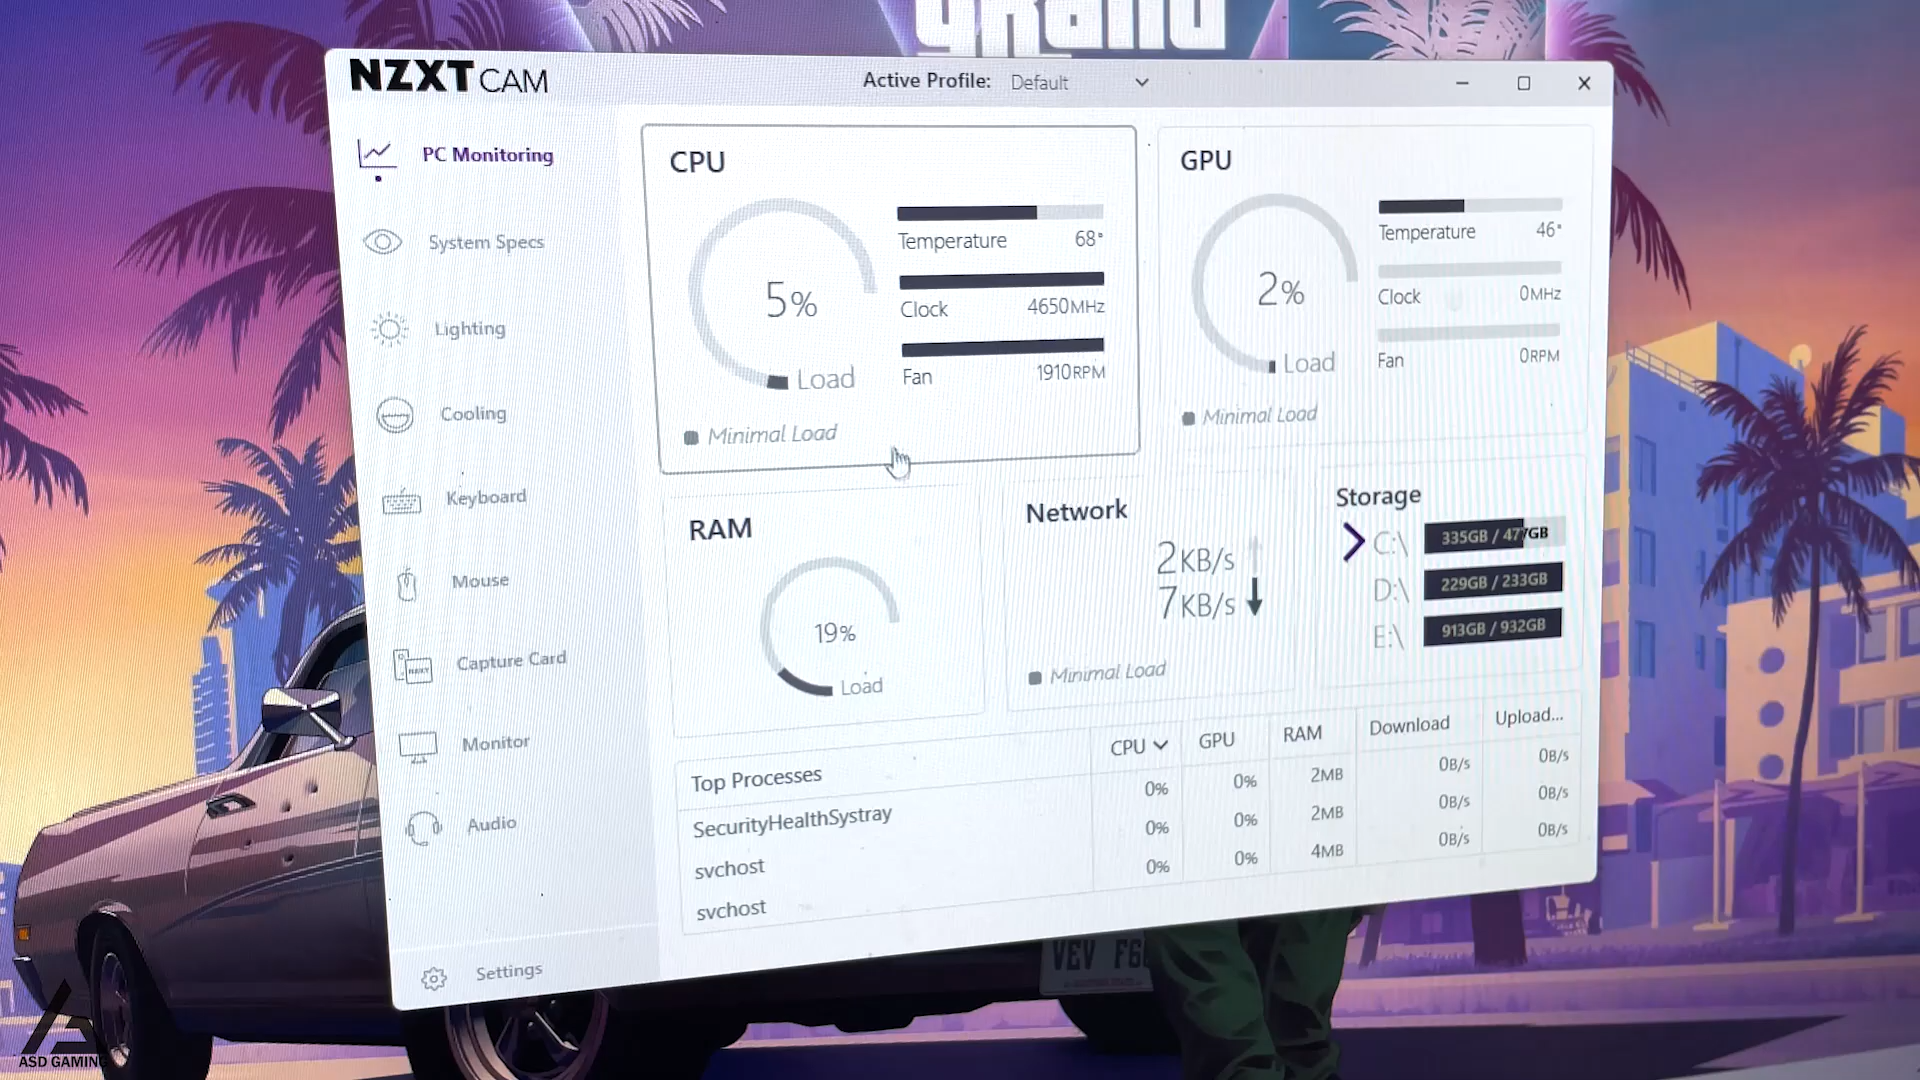 grand
NZXT CAM
Active Profile: Default
PC Monitoring
System Specs
Lighting
Cooling
Keyboard
Mouse
Capture Card
Monitor
Audio
Settings
CPU
5%
Load
Temperature 68°
Clock 4650MHz
Fan 1910RPM
Minimal Load
GPU
2%
Load
Temperature 46°
Clock 0MHz
Fan 0RPM
Minimal Load
RAM
19%
Load
Network
2KB/s
7KB/s
Minimal Load
Storage
C:\ 335GB / 477GB
D:\ 229GB / 233GB
E:\ 913GB / 932GB
Top Processes CPU GPU RAM Download Upload...
SecurityHealthSystray 0% 0% 2MB 0B/s 0B/s
svchost 0% 0% 2MB 0B/s 0B/s
svchost 0% 0% 4MB 0B/s 0B/s
VEV F6
ASD GAMING